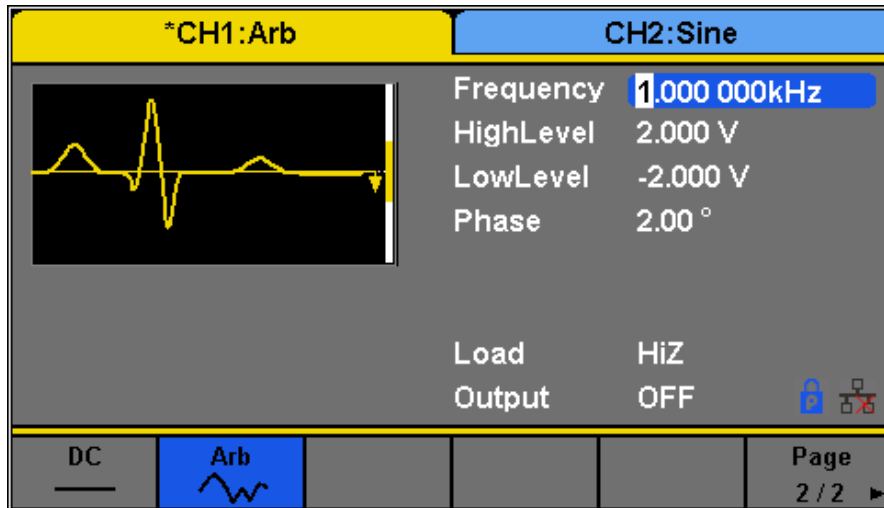 *CH1:Arb
CH2:Sine
Frequency 1.000 000kHz
HighLevel 2.000 V
LowLevel -2.000 V
Phase 2.00 °
Load HiZ
Output OFF
DC
Arb
Page
2 / 2